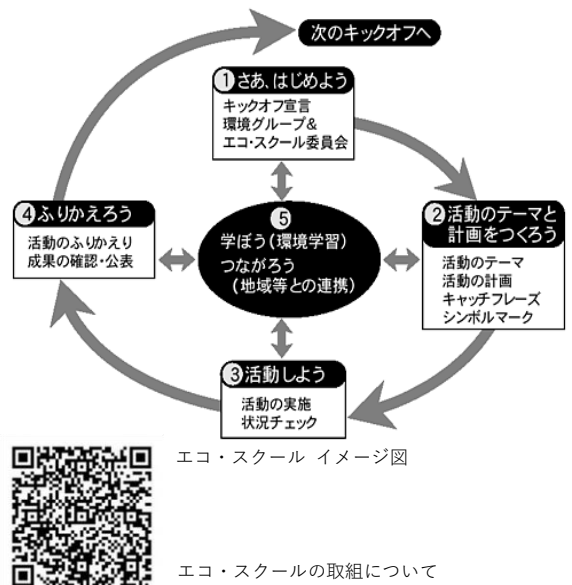 次のキックオフへ
1 さあ、はじめよう
キックオフ宣言
環境グループ&
エコ・スクール委員会
2 活動のテーマと
計画をつくろう
活動のテーマ
活動の計画
キャッチフレーズ
シンボルマーク
3 活動しよう
活動の実施
状況チェック
4 ふりかえろう
活動のふりかえり
成果の確認・公表
5
学ぼう(環境学習)
つながろう
(地域等との連携)
エコ・スクール イメージ図
エコ・スクールの取組について